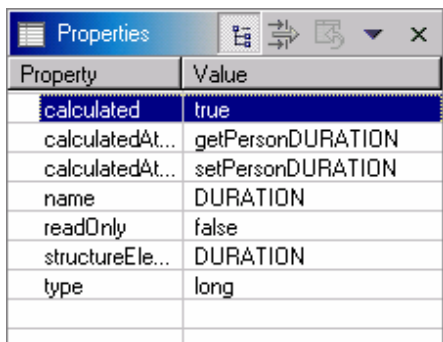 Properties
Property Value
calculated true
calculatedAt... getPersonDURATION
calculatedAt... setPersonDURATION
name DURATION
readOnly false
structureEle... DURATION
type long